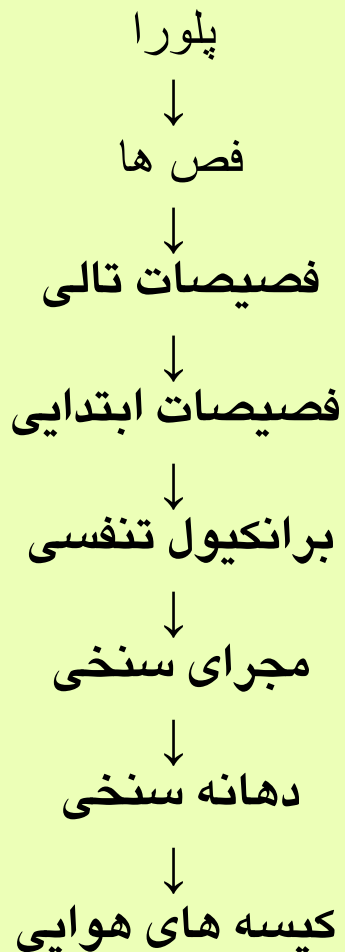 پلورا
↓
فص ها
↓
فصیصات تالی
↓
فصیصات ابتدایی
↓
برانکیول تنفسی
↓
مجرای سنخی
↓
دهانه سنخی
↓
کیسه های هوایی